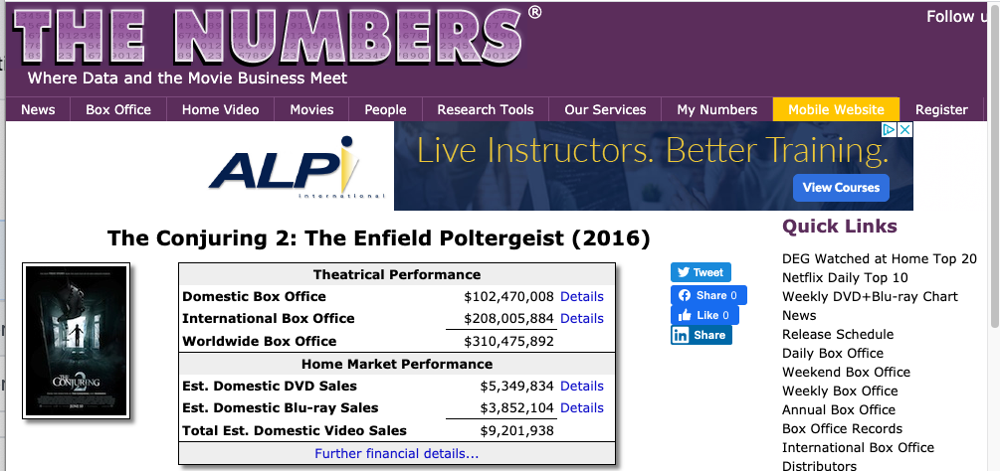 THE NUMBERS®
Follow u
Where Data and the Movie Business Meet
News Box Office Home Video Movies People Research Tools Our Services My Numbers Mobile Website Register
ALPi
international
Live Instructors. Better Training.
View Courses
The Conjuring 2: The Enfield Poltergeist (2016)
THE
CONJURING
2
Theatrical Performance
Domestic Box Office $102,470,008 Details
International Box Office $208,005,884 Details
Worldwide Box Office $310,475,892
Home Market Performance
Est. Domestic DVD Sales $5,349,834 Details
Est. Domestic Blu-ray Sales $3,852,104 Details
Total Est. Domestic Video Sales $9,201,938
Further financial details...
Tweet
Share 0
Like 0
Share
Quick Links
DEG Watched at Home Top 20
Netflix Daily Top 10
Weekly DVD+Blu-ray Chart
News
Release Schedule
Daily Box Office
Weekend Box Office
Weekly Box Office
Annual Box Office
Box Office Records
International Box Office
Distributors